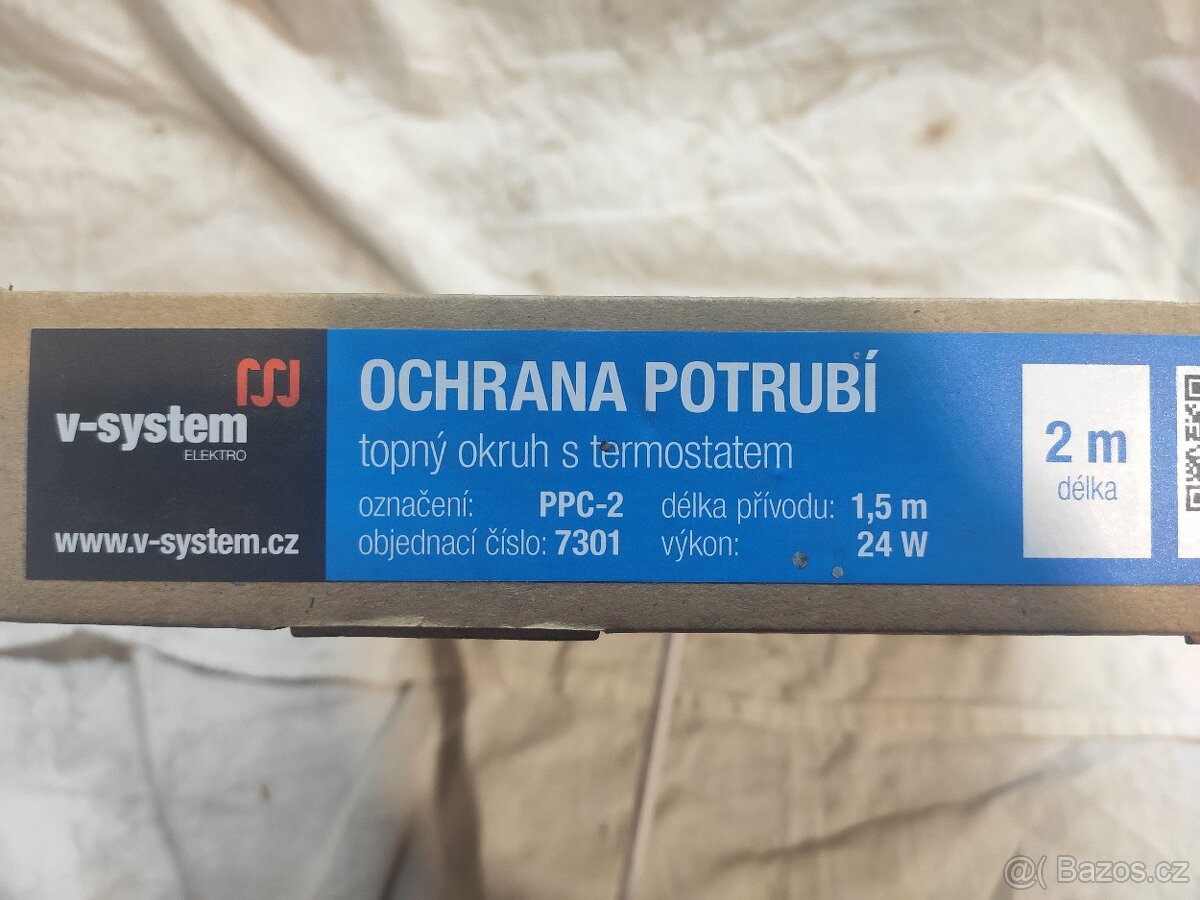 v-system
ELEKTRO
www.v-system.cz
OCHRANA POTRUBÍ
topný okruh s termostatem
označení: PPC-2 délka přívodu: 1,5 m
objednací číslo: 7301 výkon: 24 W
2 m
délka
@( Bazos.cz